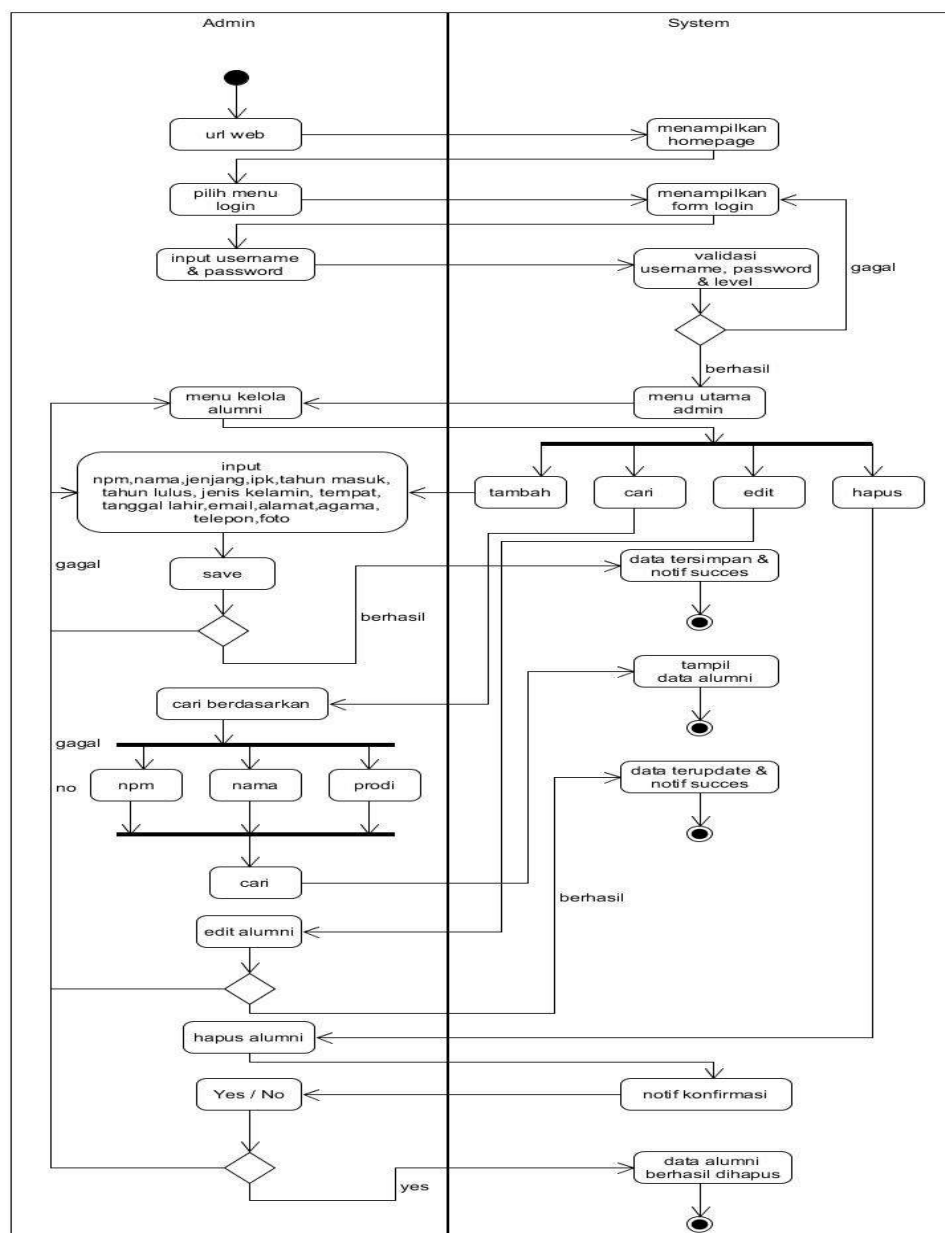 Admin
System
url web
menampilkan
homepage
pilih menu
login
menampilkan
form login
input username
& password
validasi
username, password
& level
gagal
berhasil
menu kelola
alumni
menu utama
admin
input
npm,nama,jenjang,ipk,tahun masuk,
tahun lulus, jenis kelamin, tempat,
tanggal lahir,email,alamat,agama,
telepon,foto
tambah
cari
edit
hapus
gagal
save
berhasil
data tersimpan &
notif succes
tampil
data alumni
cari berdasarkan
gagal
no
npm
nama
prodi
data terupdate &
notif succes
cari
berhasil
edit alumni
hapus alumni
Yes / No
notif konfirmasi
yes
data alumni
berhasil dihapus